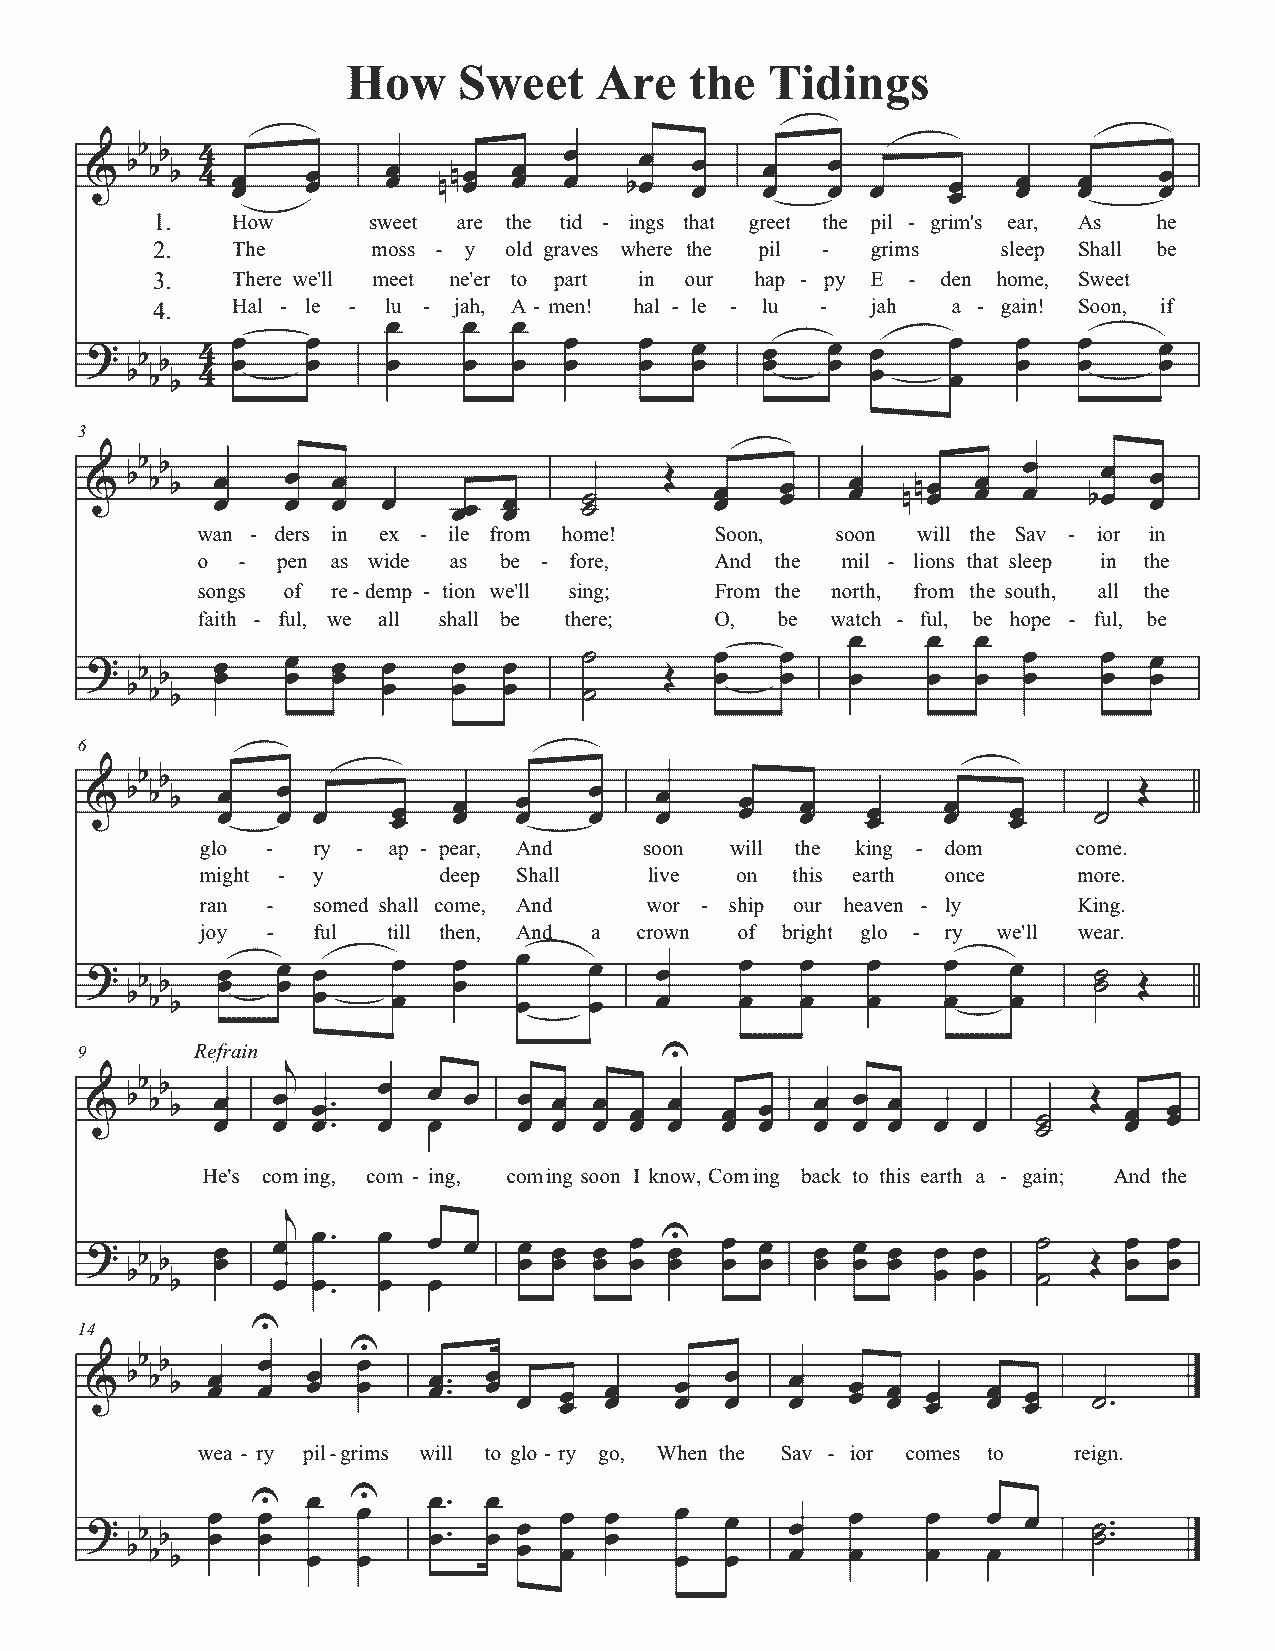 How Sweet Are the Tidings
4
4
1. How sweet are the tid - ings that greet the pil - grim's ear, As he
2. The moss - y old graves where the pil - grims sleep Shall be
3. There we'll meet ne'er to part in our hap - py E - den home, Sweet
4. Hal - le - lu - jah, A - men! hal - le - lu - jah a - gain! Soon, if
4
4
3
wan - ders in ex - ile from home! Soon, soon will the Sav - ior in
o - pen as wide as be - fore, And the mil - lions that sleep in the
songs of re - demp - tion we'll sing; From the north, from the south, all the
faith - ful, we all shall be there; O, be watch - ful, be hope - ful, be
6
glo - ry - ap - pear, And soon will the king - dom come.
might - y deep Shall live on this earth once more.
ran - somed shall come, And wor - ship our heaven - ly King.
joy - ful till then, And a crown of bright glo - ry we'll wear.
9 Refrain
He's coming, com - ing, coming soon I know, Coming back to this earth a - gain; And the
14
wea - ry pil - grims will to glo - ry go, When the Sav - ior comes to reign.